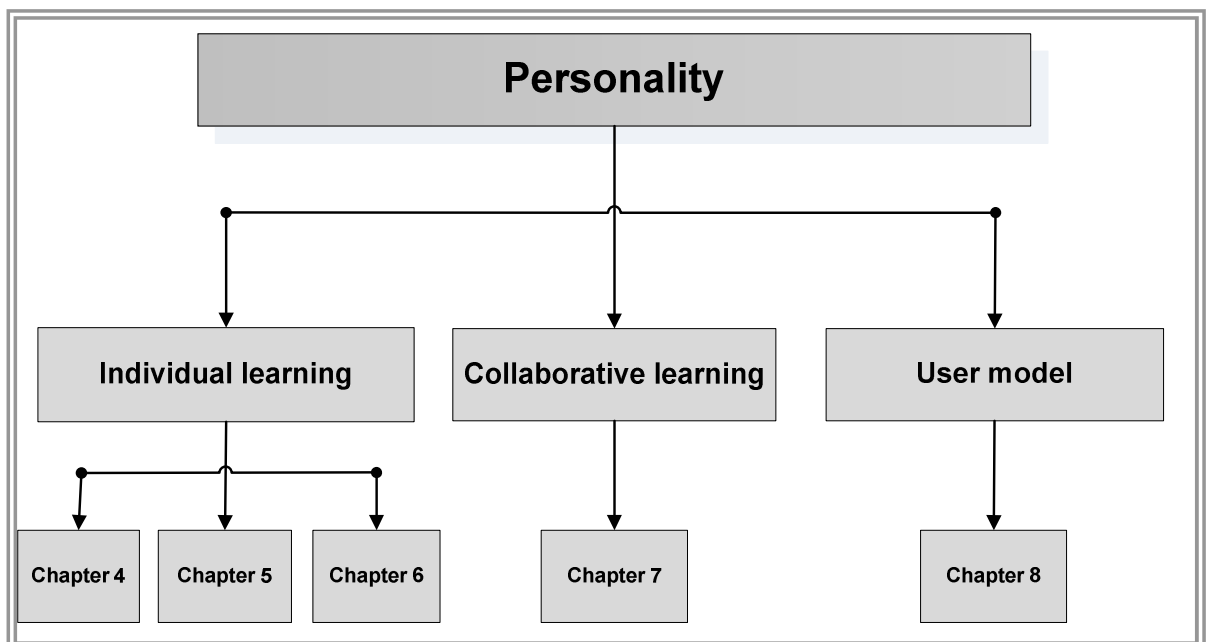 Personality
Individual learning
Collaborative learning
User model
Chapter 4
Chapter 5
Chapter 6
Chapter 7
Chapter 8